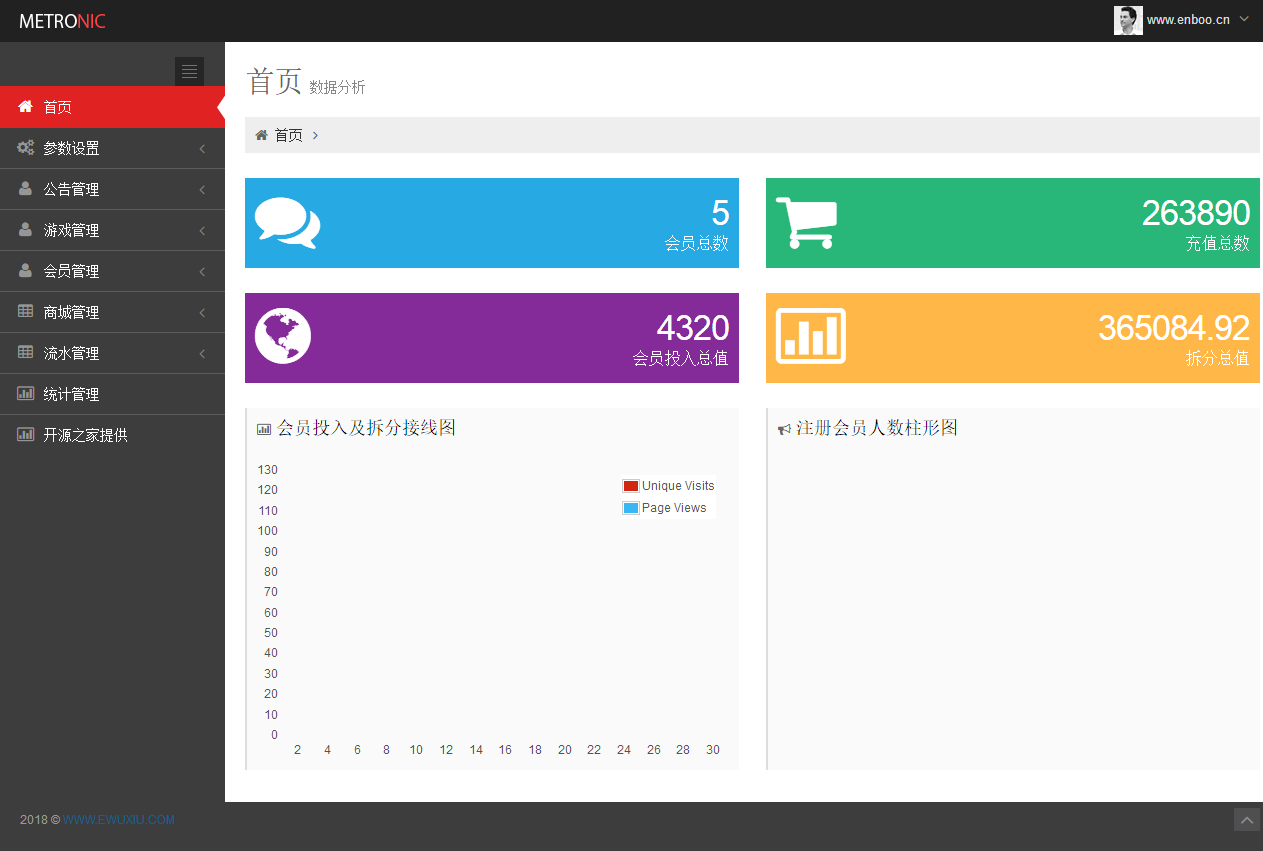 METRONIC
www.enboo.cn
首页
参数设置
公告管理
游戏管理
会员管理
商城管理
流水管理
统计管理
开源之家提供
首页 数据分析
首页
5
会员总数
263890
充值总数
4320
会员投入总值
365084.92
拆分总值
会员投入及拆分接线图
130
120
110
100
90
80
70
60
50
40
30
20
10
0
2 4 6 8 10 12 14 16 18 20 22 24 26 28 30
Unique Visits
Page Views
注册会员人数柱形图
2018 © WWW.EWUXIU.COM